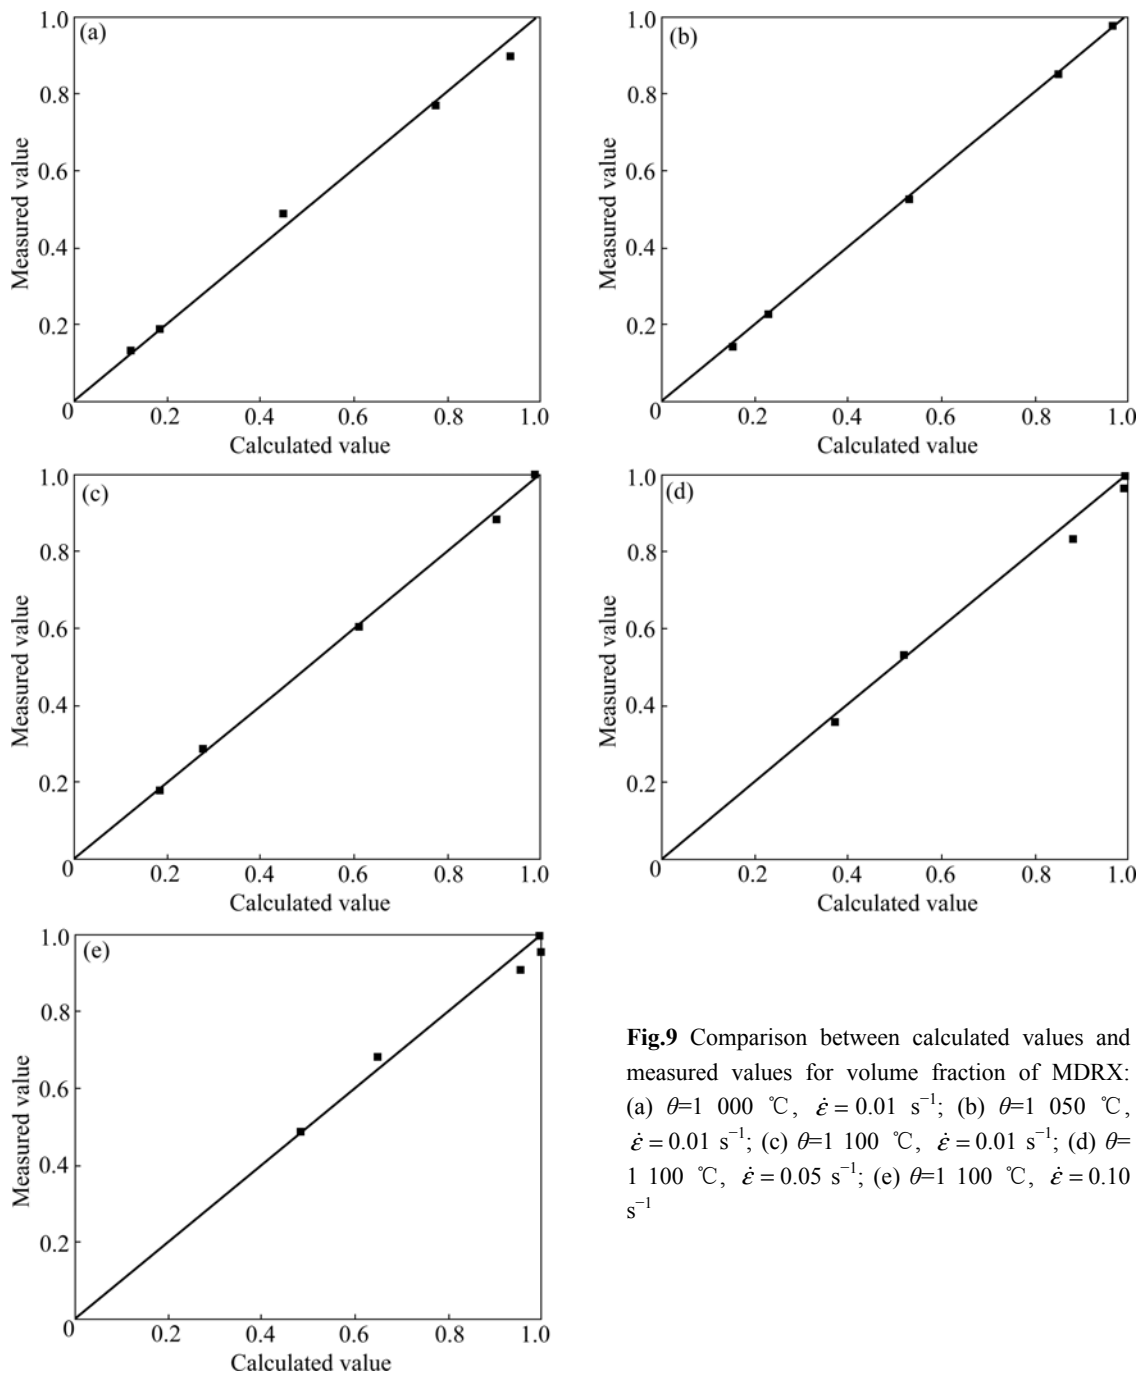 (a)
1.0
0.8
0.6
0.4
0.2
0
0.2 0.4 0.6 0.8 1.0
Measured value
Calculated value
(b)
1.0
0.8
0.6
0.4
0.2
0
0.2 0.4 0.6 0.8 1.0
Measured value
Calculated value
(c)
1.0
0.8
0.6
0.4
0.2
0
0.2 0.4 0.6 0.8 1.0
Measured value
Calculated value
(d)
1.0
0.8
0.6
0.4
0.2
0
0.2 0.4 0.6 0.8 1.0
Measured value
Calculated value
(e)
1.0
0.8
0.6
0.4
0.2
0
0.2 0.4 0.6 0.8 1.0
Measured value
Calculated value
Fig.9 Comparison between calculated values and
measured values for volume fraction of MDRX:
(a) θ=1 000 ℃, ε̇ = 0.01 s⁻¹; (b) θ=1 050 ℃,
ε̇ = 0.01 s⁻¹; (c) θ=1 100 ℃, ε̇ = 0.01 s⁻¹; (d) θ=
1 100 ℃, ε̇ = 0.05 s⁻¹; (e) θ=1 100 ℃, ε̇ = 0.10
s⁻¹